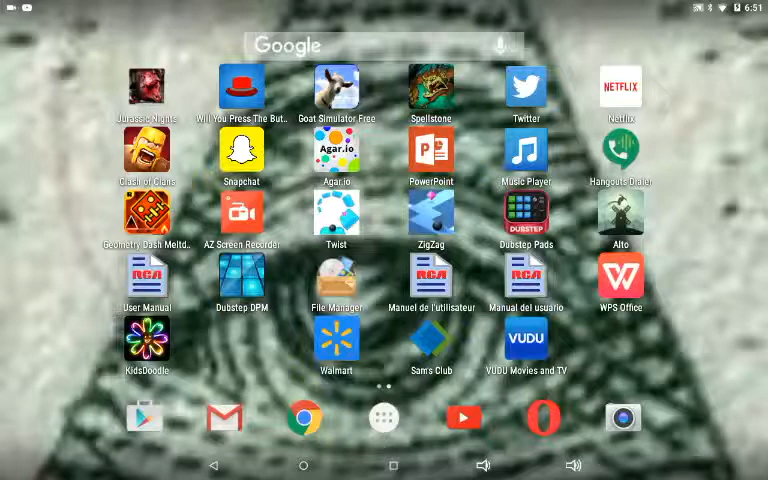 6:51
Google
NETFLIX
Jurassic Nights
Will You Press The But..
Goat Simulator Free
Spellstone
Twitter
Netflix
Agar.io
P
Clash of Clans
Snapchat
Agar.io
PowerPoint
Music Player
Hangouts Dialer
DUBSTEP
Geometry Dash Meltd..
AZ Screen Recorder
Twist
ZigZag
Dubstep Pads
Alto
RCA
RCA
RCA
W
User Manual
Dubstep DPM
File Manager
Manuel de l'utilisateur
Manual del usuario
WPS Office
VUDU
KidsDoodle
Walmart
Sam's Club
VUDU Movies and TV